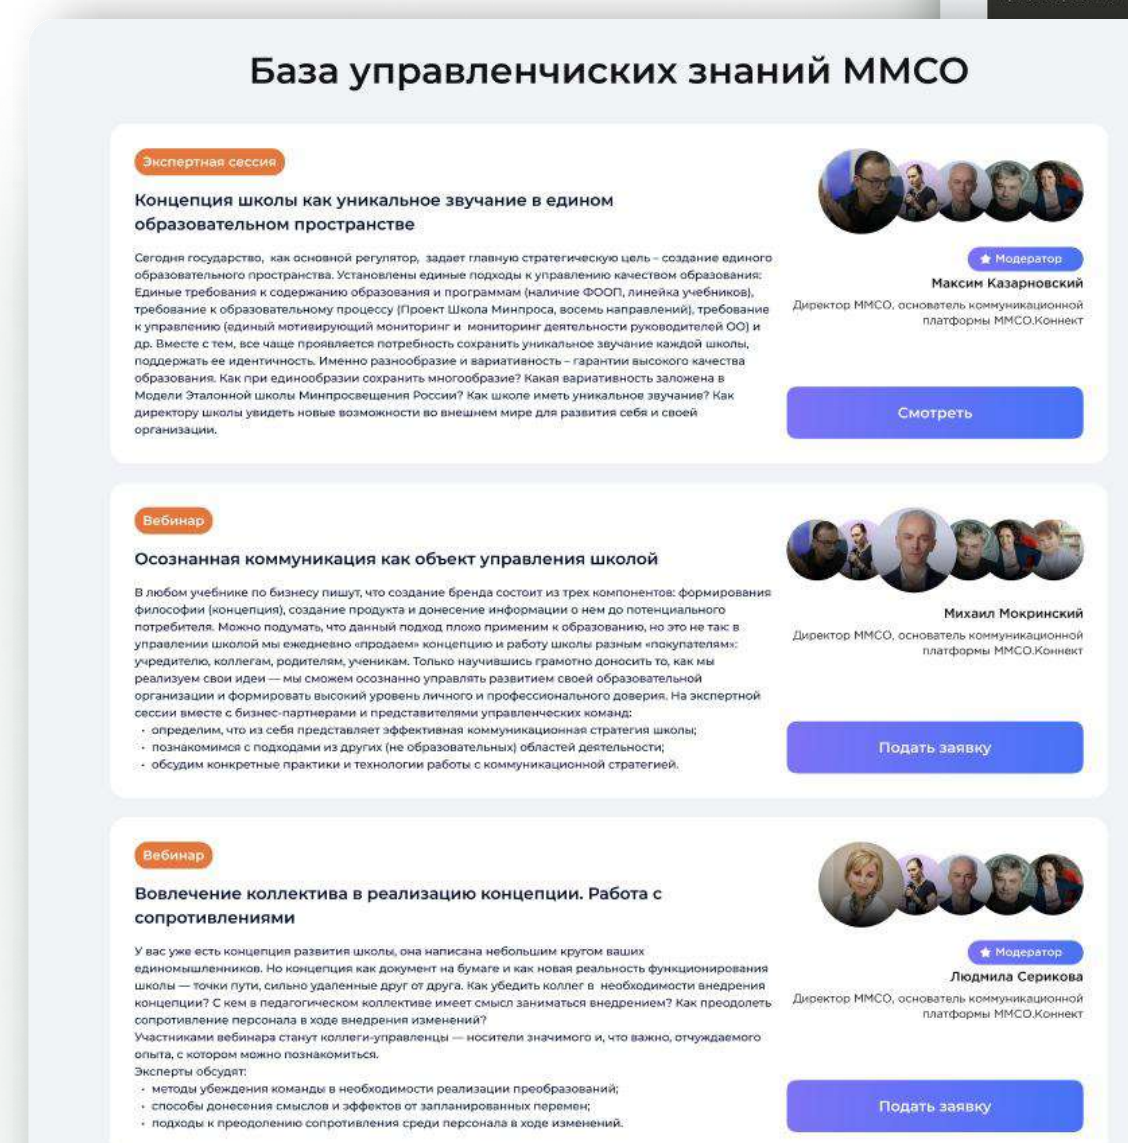 База управленчиских знаний ММСО
Экспертная сессия
Концепция школы как уникальное звучание в едином
образовательном пространстве
Сегодня государство, как основной регулятор, задает главную стратегическую цель – создание единого
образовательного пространства. Установлены единые подходы к управлению качеством образования:
Единые требования к содержанию образования и программам (наличие ФООП, линейка учебников),
требование к образовательному процессу (Проект Школа Минпроса, восемь направлений), требование
к управлению (единый мотивирующий мониторинг и мониторинг деятельности руководителей ОО) и
др. Вместе с тем, все чаще проявляется потребность сохранить уникальное звучание каждой школы,
поддержать ее идентичность. Именно разнообразие и вариативность – гарантии высокого качества
образования. Как при единообразии сохранить многообразие? Какая вариативность заложена в
Модели Эталонной школы Минпросвещения России? Как школе иметь уникальное звучание? Как
директору школы увидеть новые возможности во внешнем мире для развития себя и своей
организации.
Модератор
Максим Казарновский
Директор ММСО, основатель коммуникационной
платформы ММСО.Коннект
Смотреть
Вебинар
Осознанная коммуникация как объект управления школой
В любом учебнике по бизнесу пишут, что создание бренда состоит из трех компонентов: формирования
философии (концепция), создание продукта и донесение информации о нем до потенциального
потребителя. Можно подумать, что данный подход плохо применим к образованию, но это не так: в
управлении школой мы ежедневно «продаем» концепцию и работу школы разным «покупателям»:
учредителю, коллегам, родителям, ученикам. Только научившись грамотно доносить то, как мы
реализуем свои идеи — мы сможем осознанно управлять развитием своей образовательной
организации и формировать высокий уровень личного и профессионального доверия. На экспертной
сессии вместе с бизнес-партнерами и представителями управленческих команд:
• определим, что из себя представляет эффективная коммуникационная стратегия школы;
• познакомимся с подходами из других (не образовательных) областей деятельности;
• обсудим конкретные практики и технологии работы с коммуникационной стратегией.
Михаил Мокринский
Директор ММСО, основатель коммуникационной
платформы ММСО.Коннект
Подать заявку
Вебинар
Вовлечение коллектива в реализацию концепции. Работа с
сопротивлениями
У вас уже есть концепция развития школы, она написана небольшим кругом ваших
единомышленников. Но концепция как документ на бумаге и как новая реальность функционирования
школы — точки пути, сильно удаленные друг от друга. Как убедить коллег в необходимости внедрения
концепции? С кем в педагогическом коллективе имеет смысл заниматься внедрением? Как преодолеть
сопротивление персонала в ходе внедрения изменений?
Участниками вебинара станут коллеги-управленцы — носители значимого и, что важно, отчуждаемого
опыта, с котором можно познакомиться.
Эксперты обсудят:
• методы убеждения команды в необходимости реализации преобразований;
• способы донесения смыслов и эффектов от запланированных перемен;
• подходы к преодолению сопротивления среди персонала в ходе изменений.
Модератор
Людмила Серикова
Директор ММСО, основатель коммуникационной
платформы ММСО.Коннект
Подать заявку